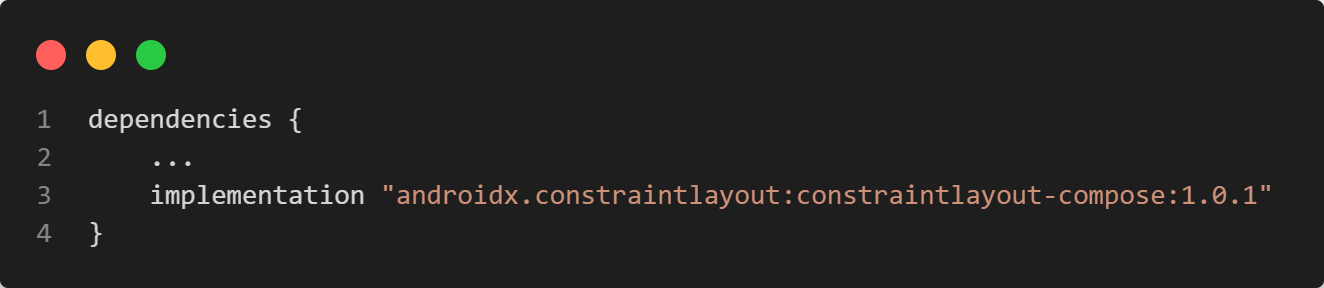 1 dependencies {
2     ...
3     implementation "androidx.constraintlayout:constraintlayout-compose:1.0.1"
4 }